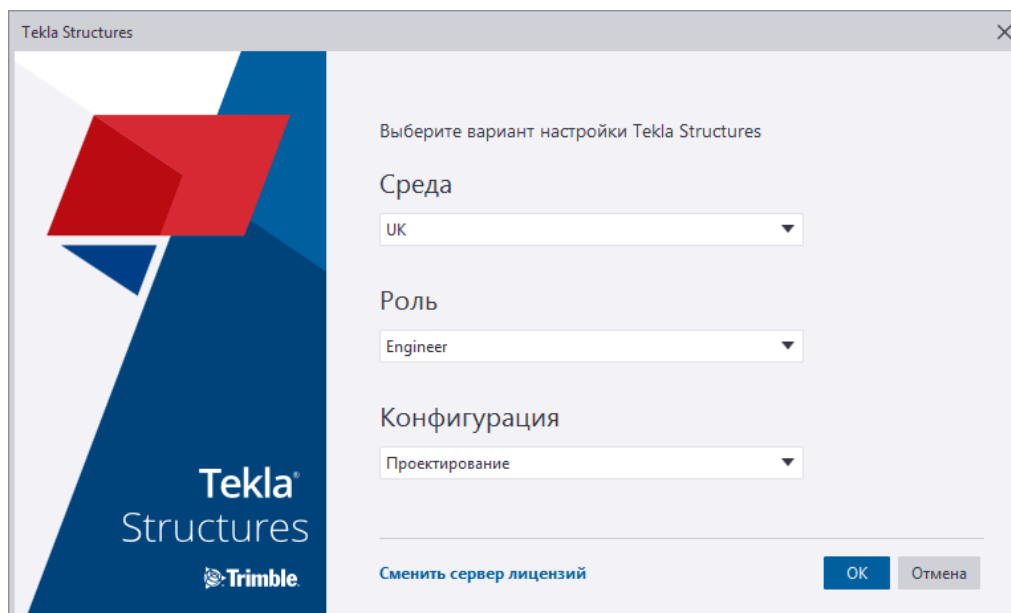 Tekla Structures
Выберите вариант настройки Tekla Structures
Среда
UK
Роль
Engineer
Конфигурация
Проектирование
Tekla®
Structures
Trimble.
Сменить сервер лицензий
OK
Отмена